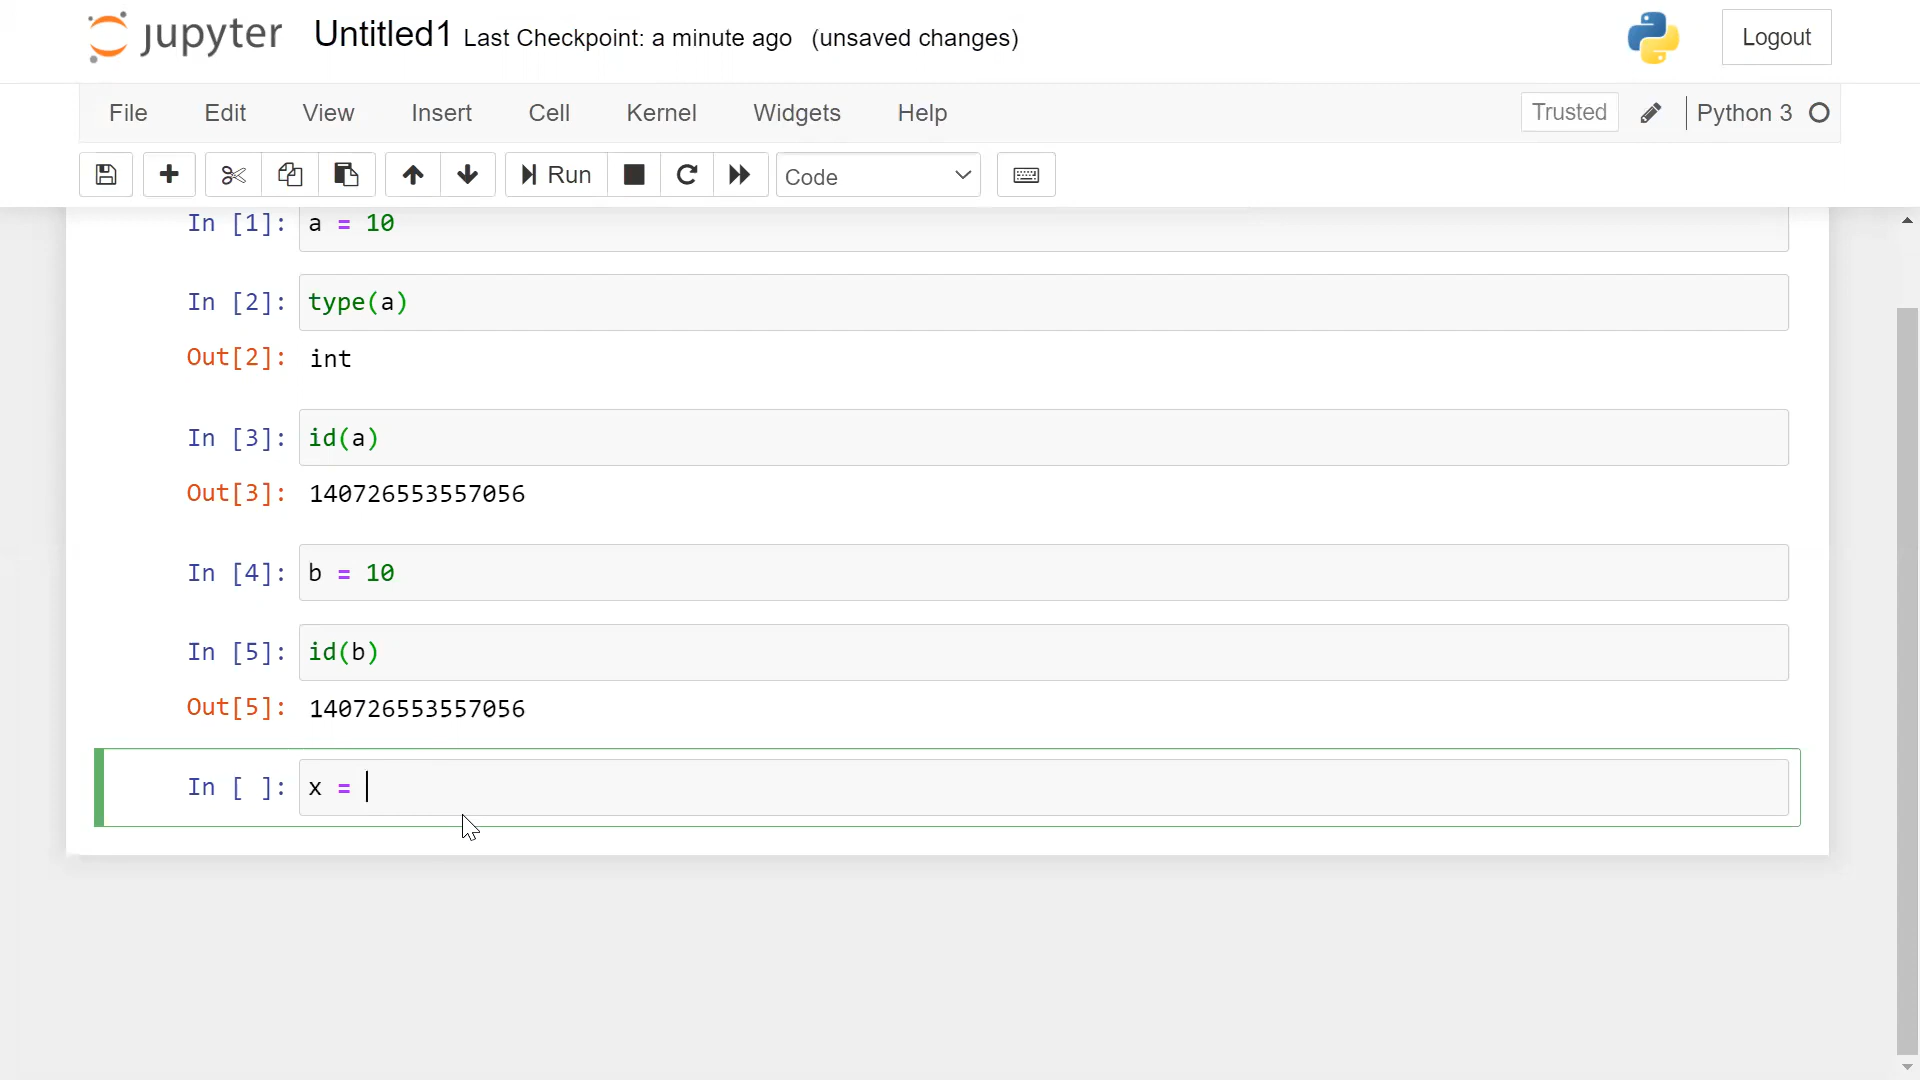 jupyter Untitled1 Last Checkpoint: a minute ago (unsaved changes) Logout
File Edit View Insert Cell Kernel Widgets Help Trusted Python 3
Run Code
In [1]: a = 10
In [2]: type(a)
Out[2]: int
In [3]: id(a)
Out[3]: 140726553557056
In [4]: b = 10
In [5]: id(b)
Out[5]: 140726553557056
In [ ]: x =